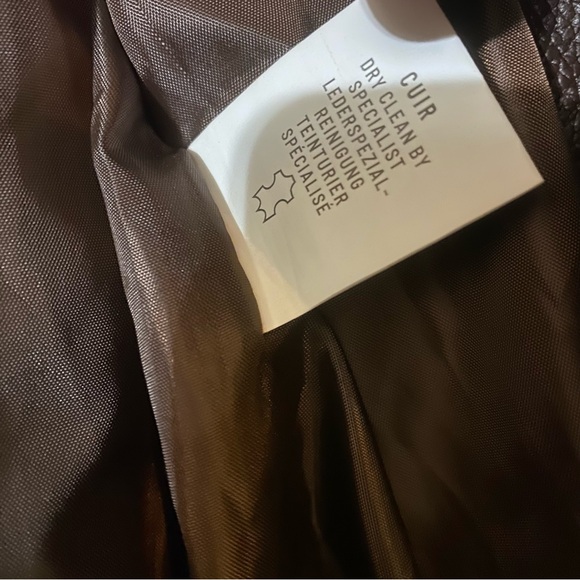 CUIR
DRY CLEAN BY
SPECIALIST
LEDERSPEZIAL-
REINIGUNG
TEINTURIER
SPÉCIALISÉ